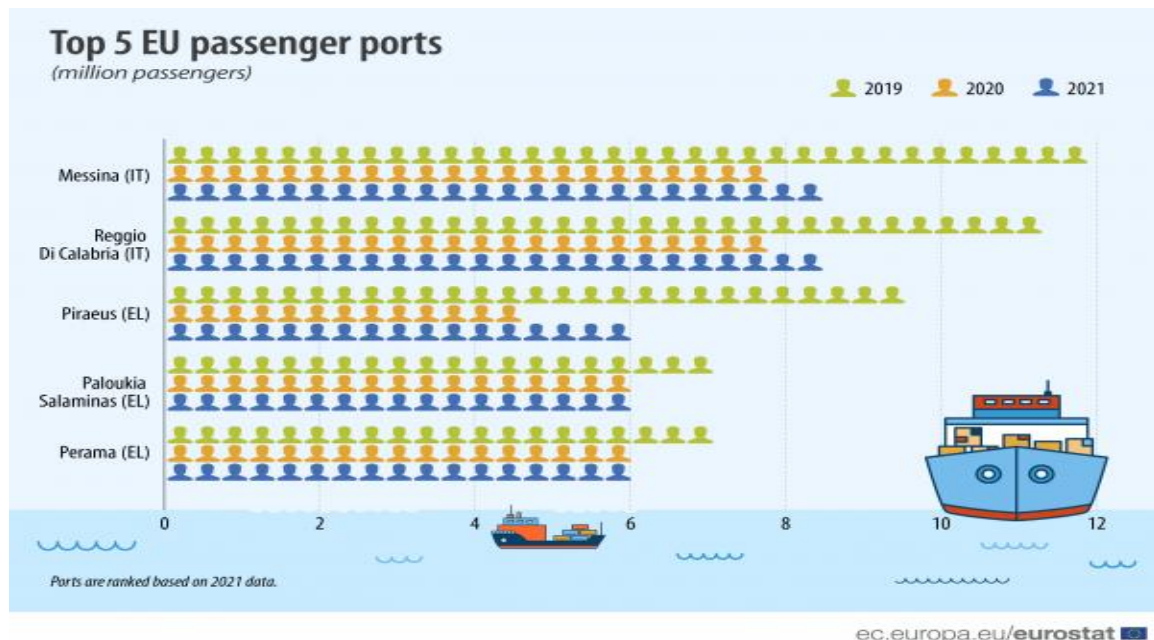 Top 5 EU passenger ports
(million passengers)
2019 2020 2021
Messina (IT)
Reggio
Di Calabria (IT)
Piraeus (EL)
Paloukia
Salaminas (EL)
Perama (EL)
0 2 4 6 8 10 12
Ports are ranked based on 2021 data.
ec.europa.eu/eurostat